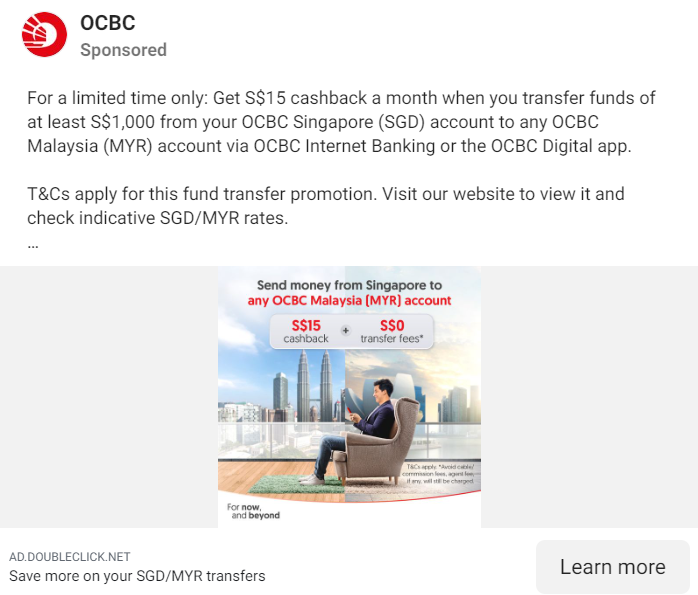 OCBC
Sponsored
For a limited time only: Get S$15 cashback a month when you transfer funds of
at least S$1,000 from your OCBC Singapore (SGD) account to any OCBC
Malaysia (MYR) account via OCBC Internet Banking or the OCBC Digital app.
T&Cs apply for this fund transfer promotion. Visit our website to view it and
check indicative SGD/MYR rates.
...
Send money from Singapore to
any OCBC Malaysia (MYR) account
S$15 + S$0
cashback transfer fees*
T&Cs apply. *Avoid cable/
commission fees, agent fee,
if any, will still be charged.
For now,
and beyond
AD.DOUBLECLICK.NET
Save more on your SGD/MYR transfers
Learn more